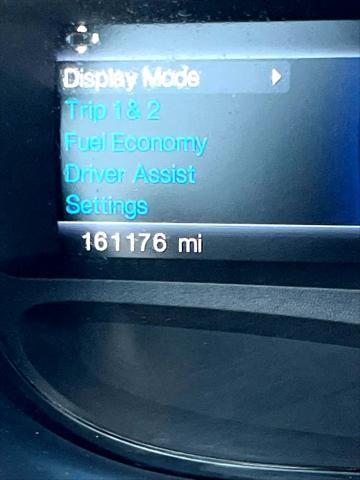 Display Mode
Trip 1 & 2
Fuel Economy
Driver Assist
Settings
161176 mi